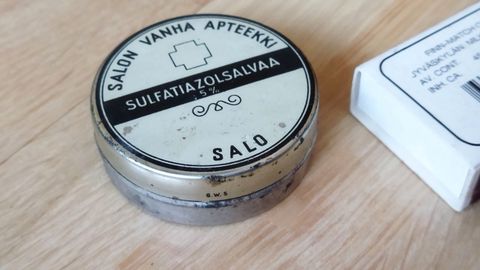 SALON VANHA APTEEKKI
SULFATIAZOLSALVAA
5%
SALO
G.W.S
FINN-MATCH O
JYVÄSKYLÄN
AV. CONT.
INH. CA.